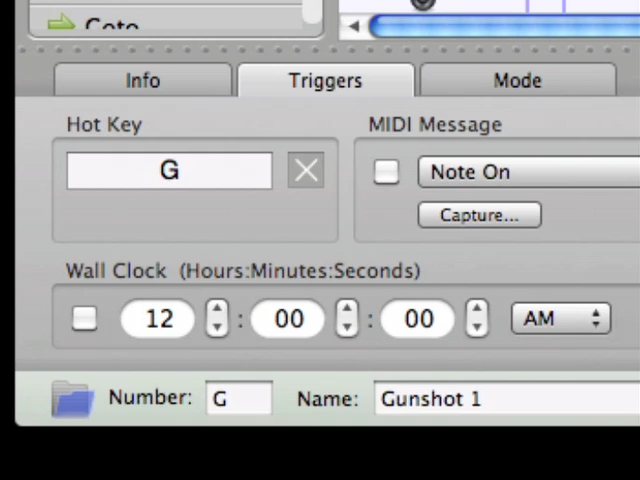 Goto
Info Triggers Mode
Hot Key MIDI Message
G Note On
Capture...
Wall Clock (Hours:Minutes:Seconds)
12 : 00 : 00 AM
Number: G Name: Gunshot 1